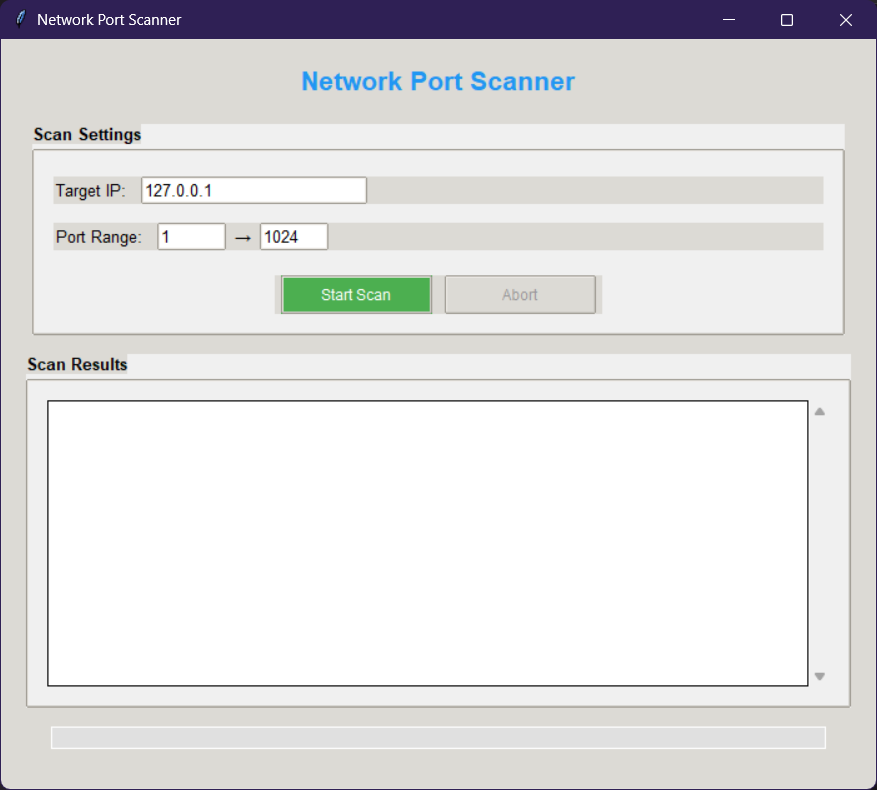 Network Port Scanner
Network Port Scanner
Scan Settings
Target IP: 127.0.0.1
Port Range: 1 → 1024
Start Scan Abort
Scan Results